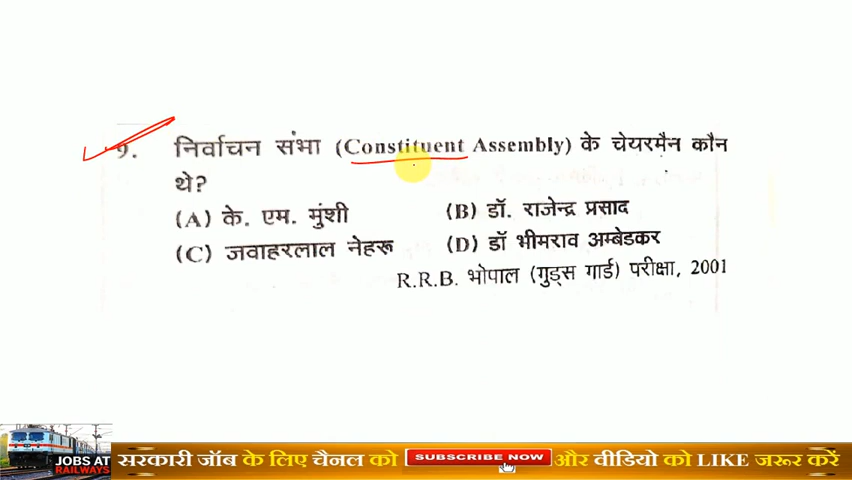 9. निर्वाचन संभा (Constituent Assembly) के चेयरमैन कौन
थे?
(A) के. एम. मुंशी (B) डॉ. राजेन्द्र प्रसाद
(C) जवाहरलाल नेहरू (D) डॉ भीमराव अम्बेडकर
R.R.B. भोपाल (गुड्स गार्ड) परीक्षा, 2001
JOBS AT
RAILWAYS
सरकारी जॉब के लिए चैनल को SUBSCRIBE NOW और वीडियो को LIKE जरूर करें